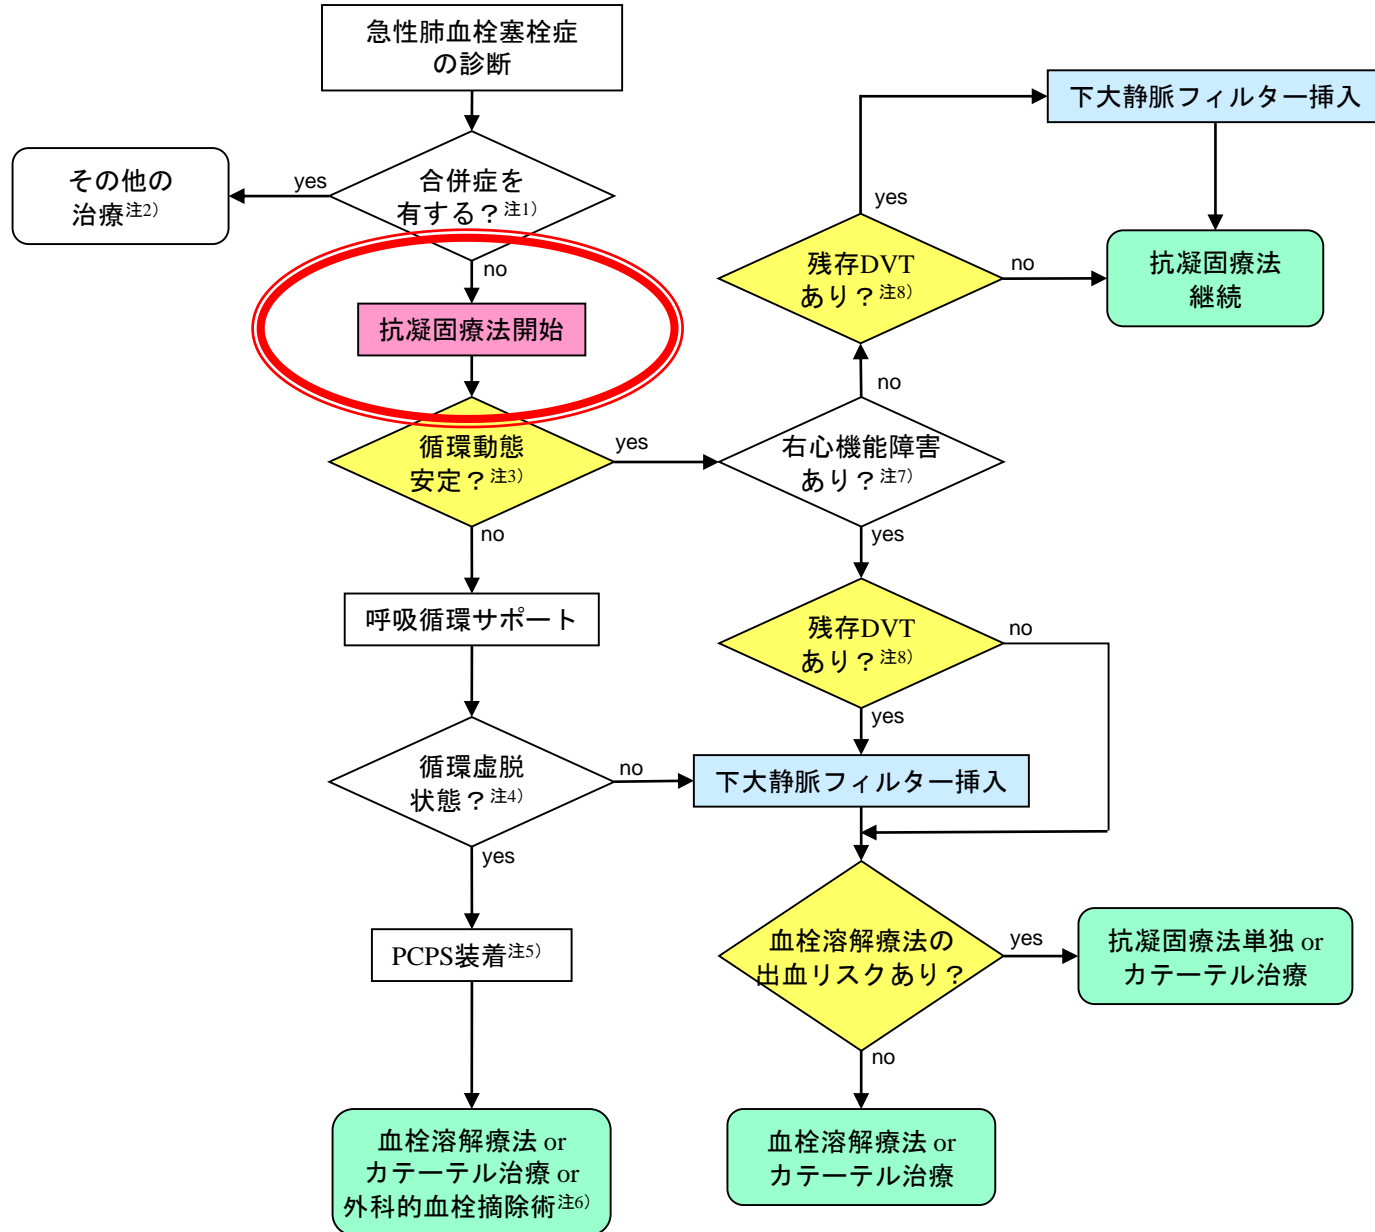 急性肺血栓塞栓症
の診断
合併症を
有する？注1）
yes
その他の
治療注2）
no
抗凝固療法開始
循環動態
安定？注3）
yes
no
右心機能障害
あり？注7）
no
残存DVT
あり？注8）
yes
下大静脈フィルター挿入
no
抗凝固療法
継続
yes
残存DVT
あり？注8）
no
yes
呼吸循環サポート
循環虚脱
状態？注4）
no
下大静脈フィルター挿入
yes
PCPS装着注5）
血栓溶解療法の
出血リスクあり？
yes
抗凝固療法単独 or
カテーテル治療
no
血栓溶解療法 or
カテーテル治療 or
外科的血栓摘除術注6）
血栓溶解療法 or
カテーテル治療